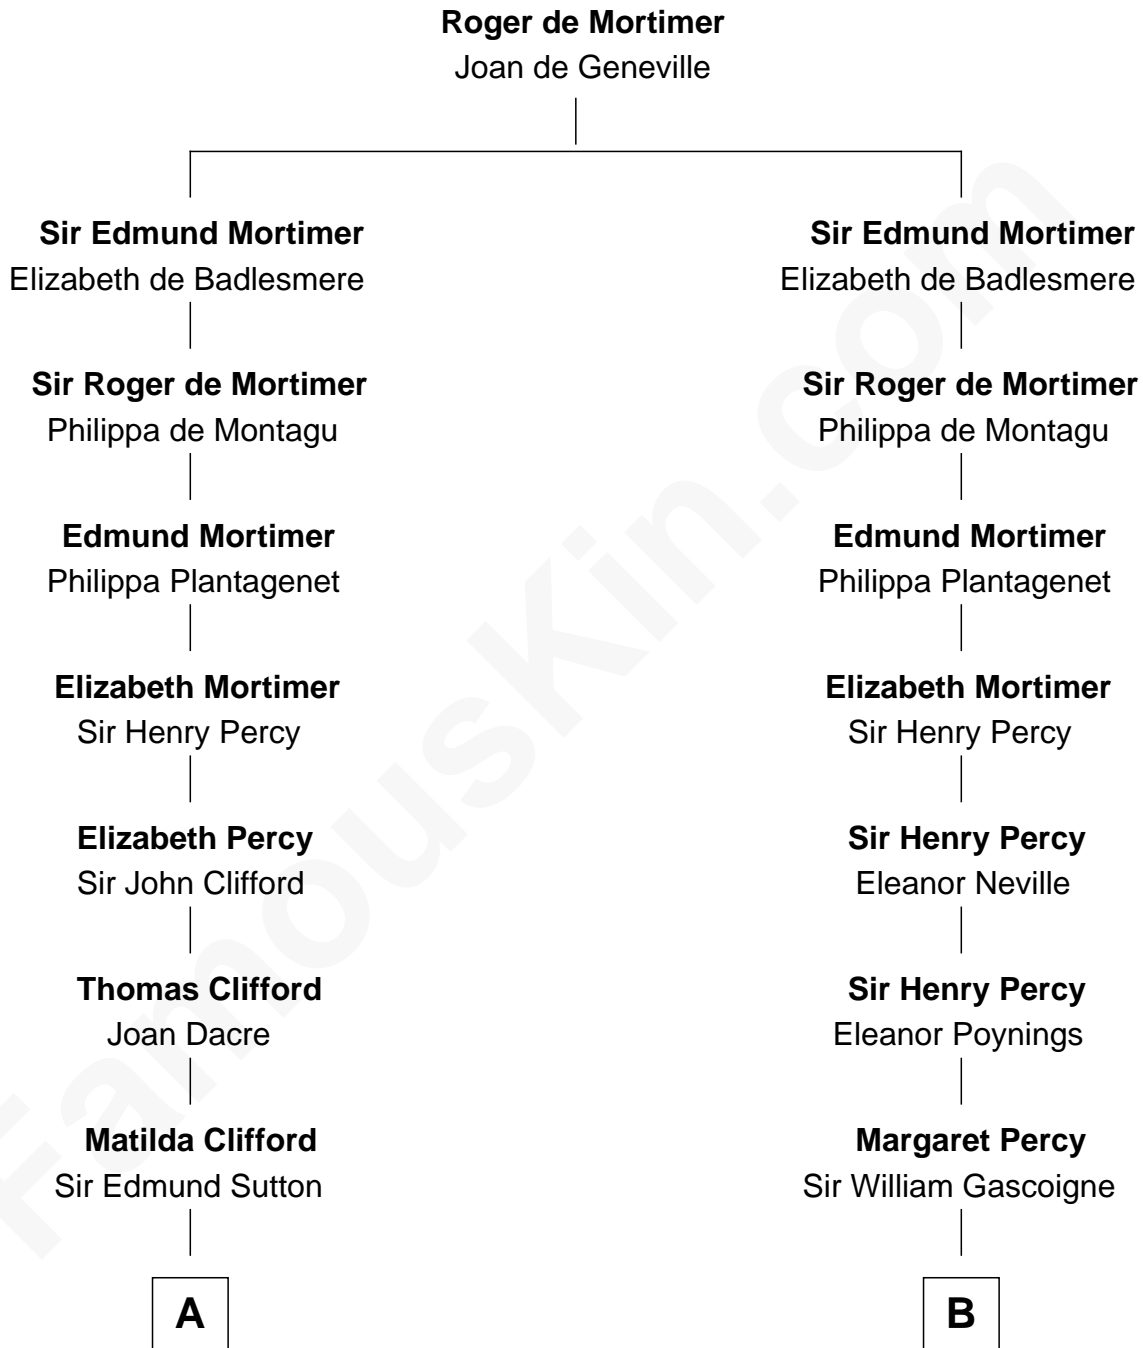 Roger de Mortimer
Joan de Geneville
Sir Edmund Mortimer
Elizabeth de Badlesmere
Sir Edmund Mortimer
Elizabeth de Badlesmere
Sir Roger de Mortimer
Philippa de Montagu
Sir Roger de Mortimer
Philippa de Montagu
Edmund Mortimer
Philippa Plantagenet
Edmund Mortimer
Philippa Plantagenet
Elizabeth Mortimer
Sir Henry Percy
Elizabeth Mortimer
Sir Henry Percy
Elizabeth Percy
Sir John Clifford
Sir Henry Percy
Eleanor Neville
Thomas Clifford
Joan Dacre
Sir Henry Percy
Eleanor Poynings
Matilda Clifford
Sir Edmund Sutton
Margaret Percy
Sir William Gascoigne
A
B
FamousKin.com